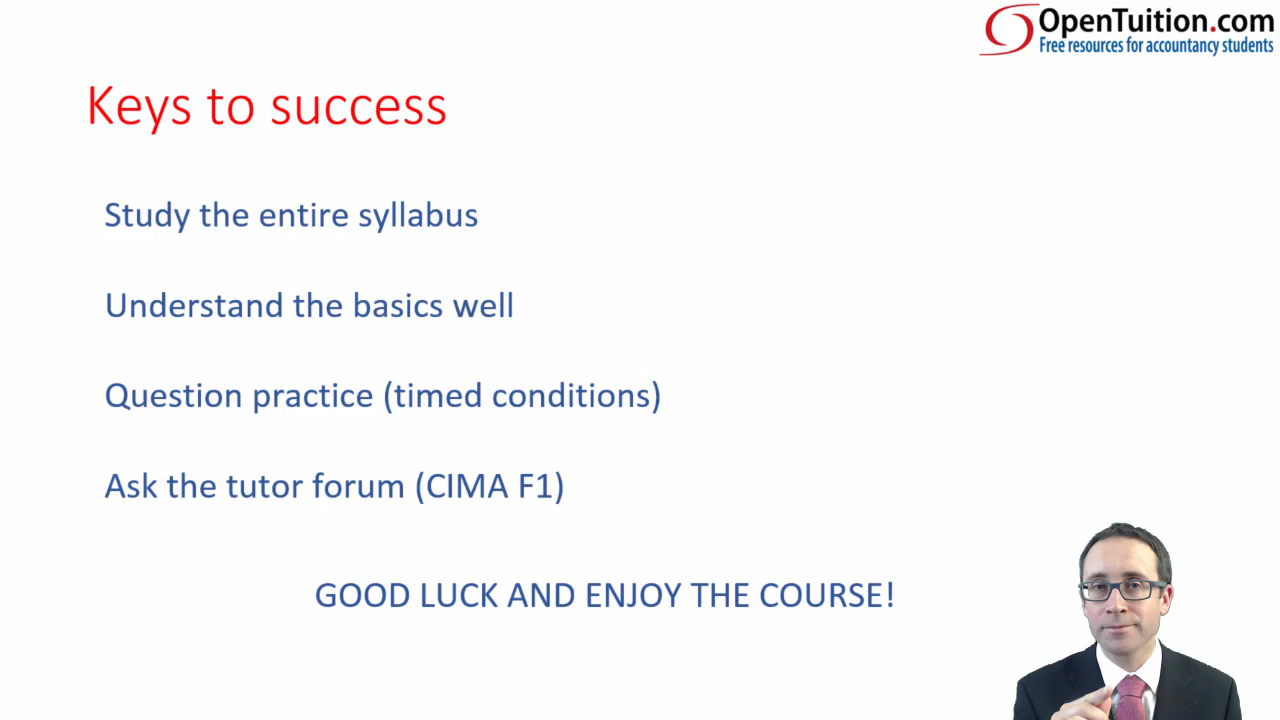 OpenTuition.com
Free resources for accountancy students
Keys to success
Study the entire syllabus
Understand the basics well
Question practice (timed conditions)
Ask the tutor forum (CIMA F1)
GOOD LUCK AND ENJOY THE COURSE!